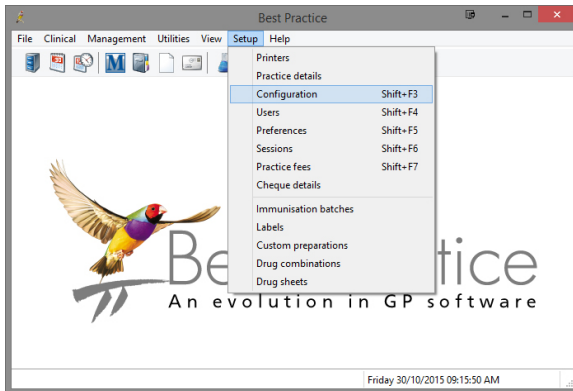 Best Practice
File Clinical Management Utilities View Setup Help
M
Printers
Practice details
Configuration Shift+F3
Users Shift+F4
Preferences Shift+F5
Sessions Shift+F6
Practice fees Shift+F7
Cheque details
Immunisation batches
Labels
Custom preparations
Drug combinations
Drug sheets
Be tice
An evolution in GP software
Friday 30/10/2015 09:15:50 AM